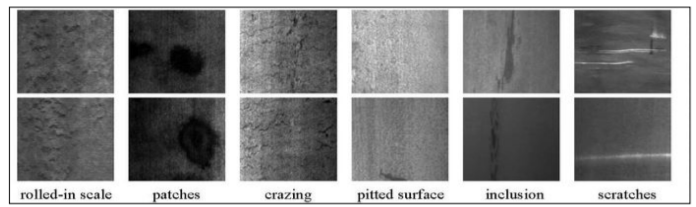 rolled-in scale patches crazing pitted surface inclusion scratches